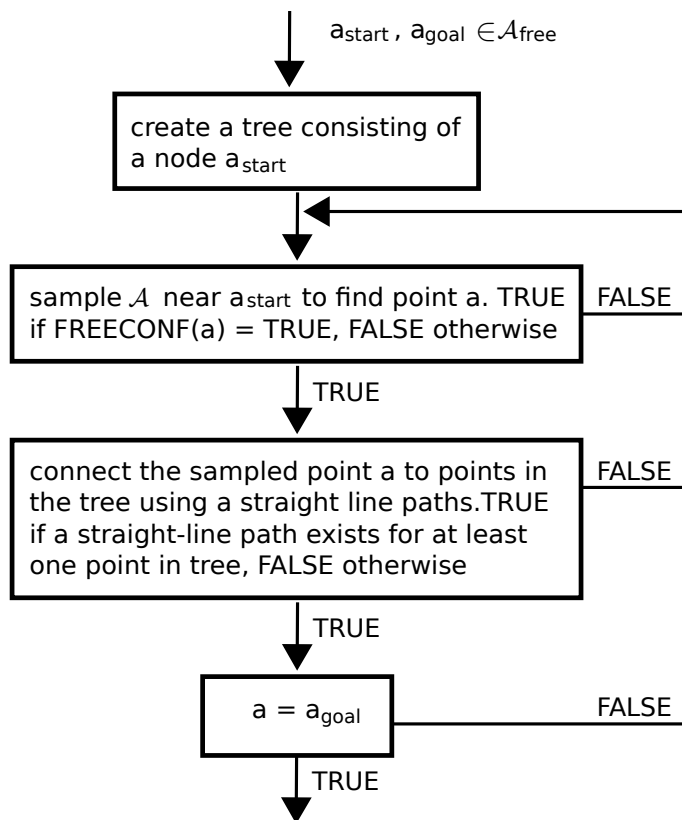 a_start , a_goal ∈ 𝒜_free
create a tree consisting of
a node a_start
sample 𝒜 near a_start to find point a. TRUE
if FREECONF(a) = TRUE, FALSE otherwise
FALSE
TRUE
connect the sampled point a to points in
the tree using a straight line paths.TRUE
if a straight-line path exists for at least
one point in tree, FALSE otherwise
FALSE
TRUE
a = a_goal
FALSE
TRUE